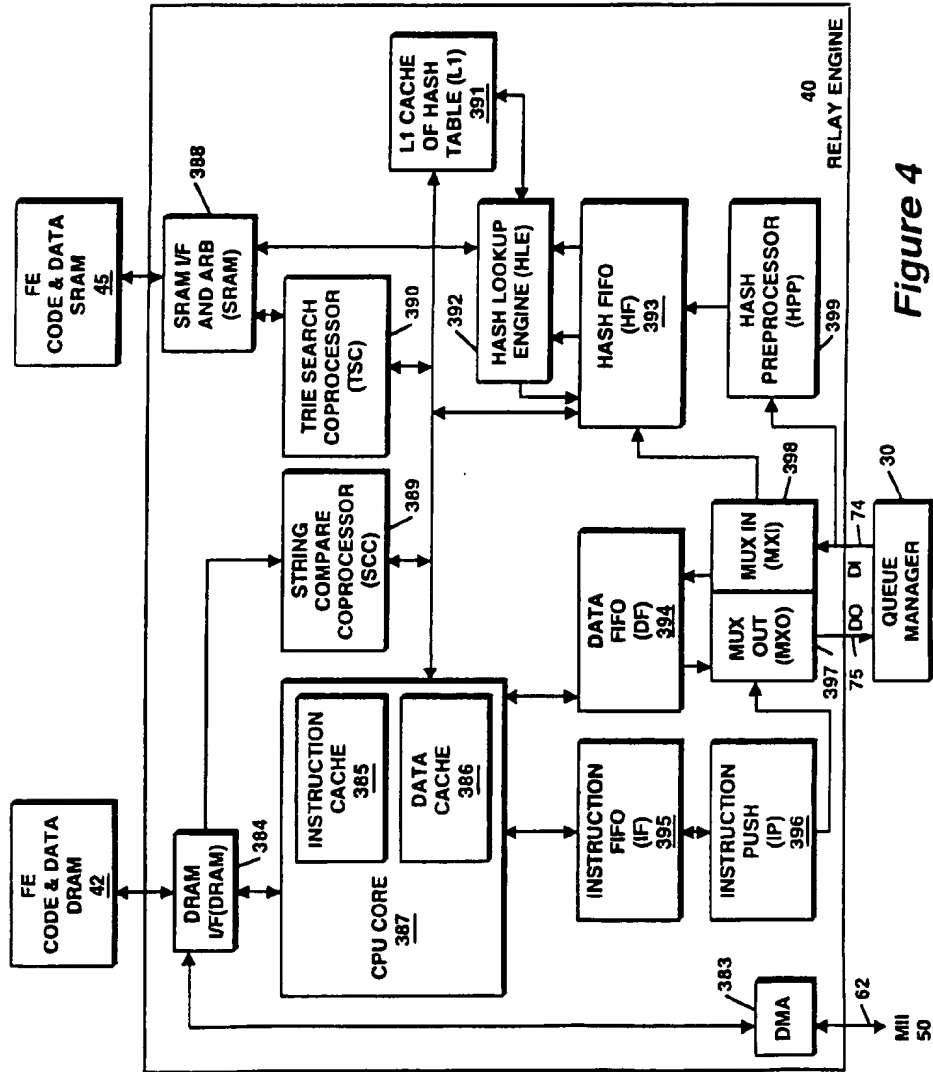 FE
CODE & DATA
DRAM
42
FE
CODE & DATA
SRAM
45
DRAM
I/F(DRAM)
384
SRAM I/F
AND ARB
(SRAM)
388
STRING
COMPARE
COPROCESSOR
(SCC)
389
TRIE SEARCH
COPROCESSOR
(TSC)
390
L1 CACHE
OF HASH
TABLE (L1)
391
INSTRUCTION
CACHE
385
DATA
CACHE
386
CPU CORE
387
392
HASH LOOKUP
ENGINE (HLE)
INSTRUCTION
FIFO
(IF)
395
DATA
FIFO
(DF)
394
HASH FIFO
(HF)
393
INSTRUCTION
PUSH
(IP)
396
MUX
OUT
(MXO)
397
MUX IN
(MXI)
398
HASH
PREPROCESSOR
(HPP)
399
383
DMA
62
MII
50
75
DO
DI
74
QUEUE
MANAGER
30
40
RELAY ENGINE
Figure 4